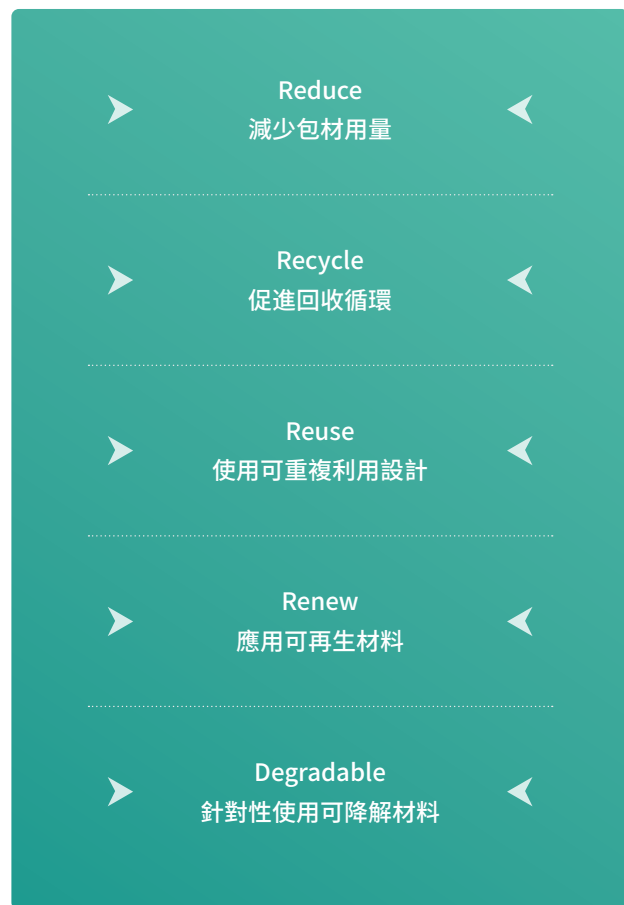 Reduce
減少包材用量
Recycle
促進回收循環
Reuse
使用可重複利用設計
Renew
應用可再生材料
Degradable
針對性使用可降解材料